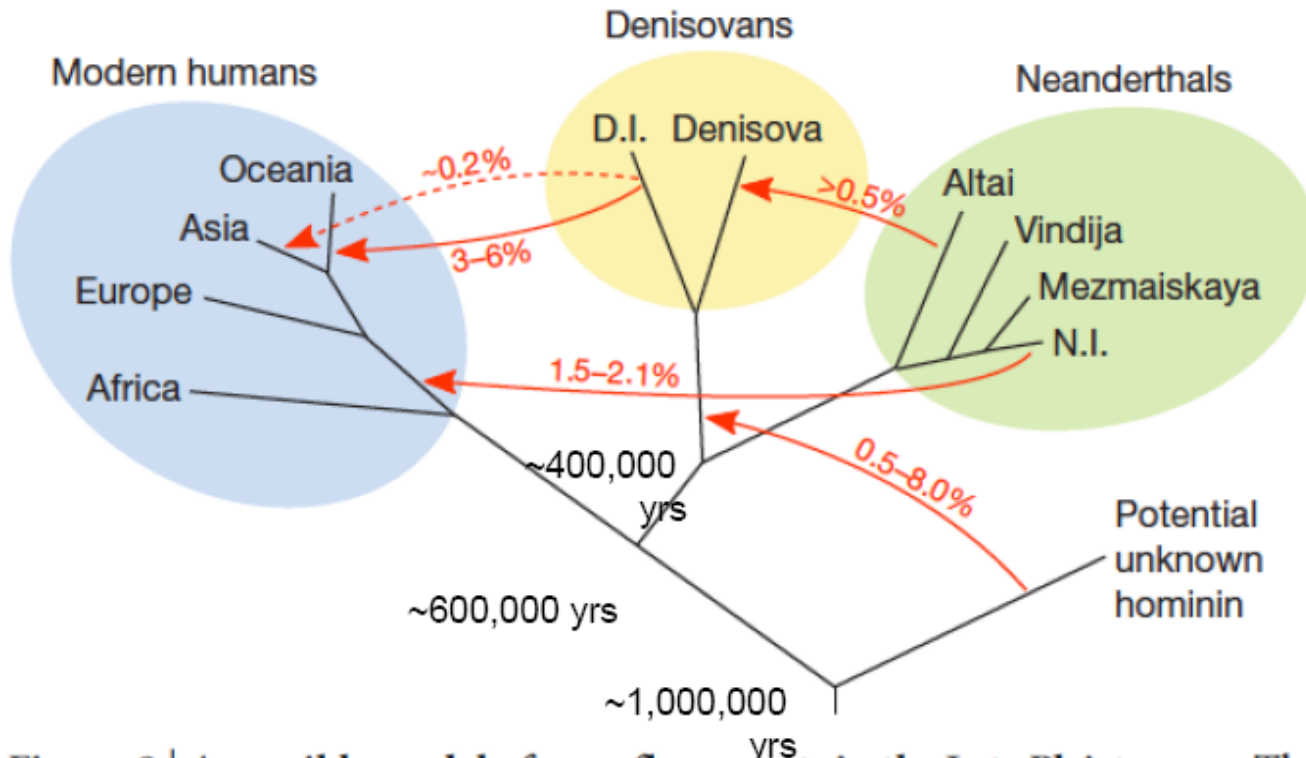 Denisovans
Modern humans
Neanderthals
D.I. Denisova
Oceania
~0.2%
>0.5%
Altai
Asia
3–6%
Vindija
Europe
Mezmaiskaya
N.I.
1.5–2.1%
Africa
~400,000
yrs
0.5–8.0%
Potential
unknown
hominin
~600,000 yrs
~1,000,000
yrs